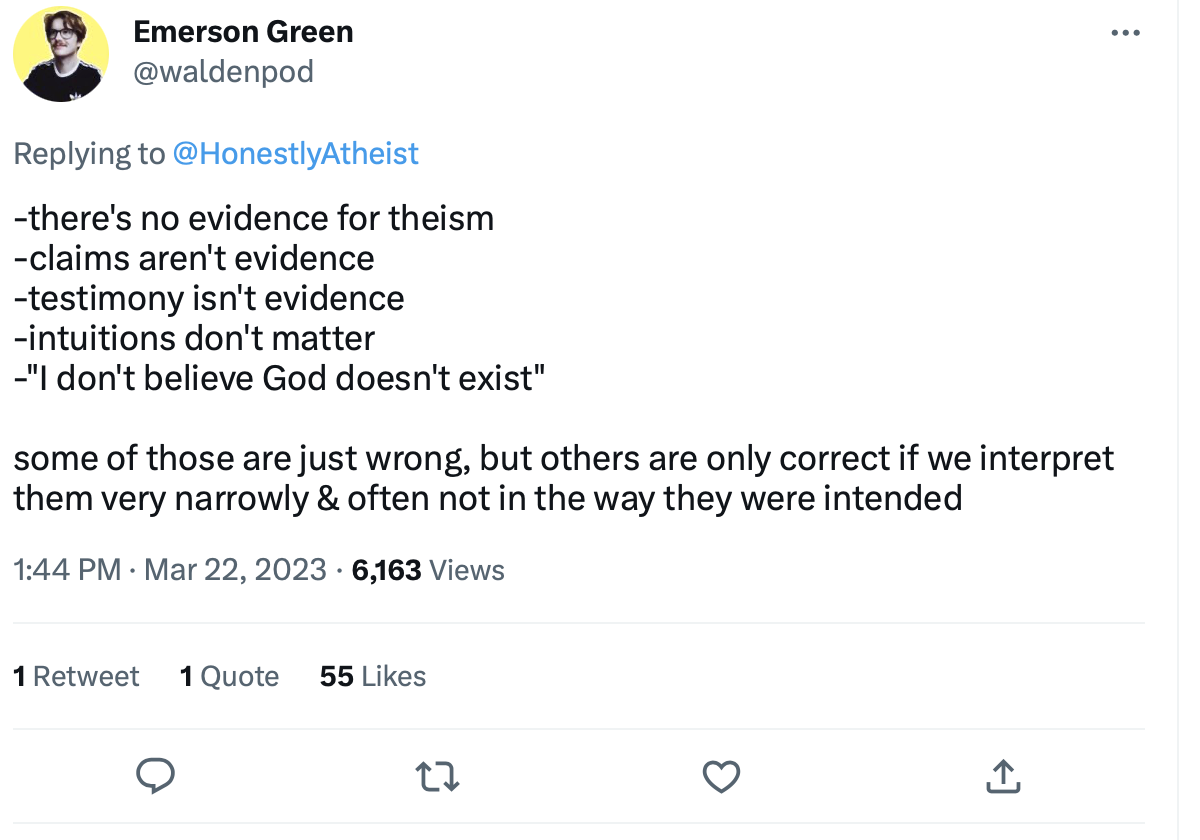 Emerson Green
@waldenpod
Replying to @HonestlyAtheist
-there's no evidence for theism
-claims aren't evidence
-testimony isn't evidence
-intuitions don't matter
-"I don't believe God doesn't exist"
some of those are just wrong, but others are only correct if we interpret
them very narrowly & often not in the way they were intended
1:44 PM · Mar 22, 2023 · 6,163 Views
1 Retweet 1 Quote 55 Likes